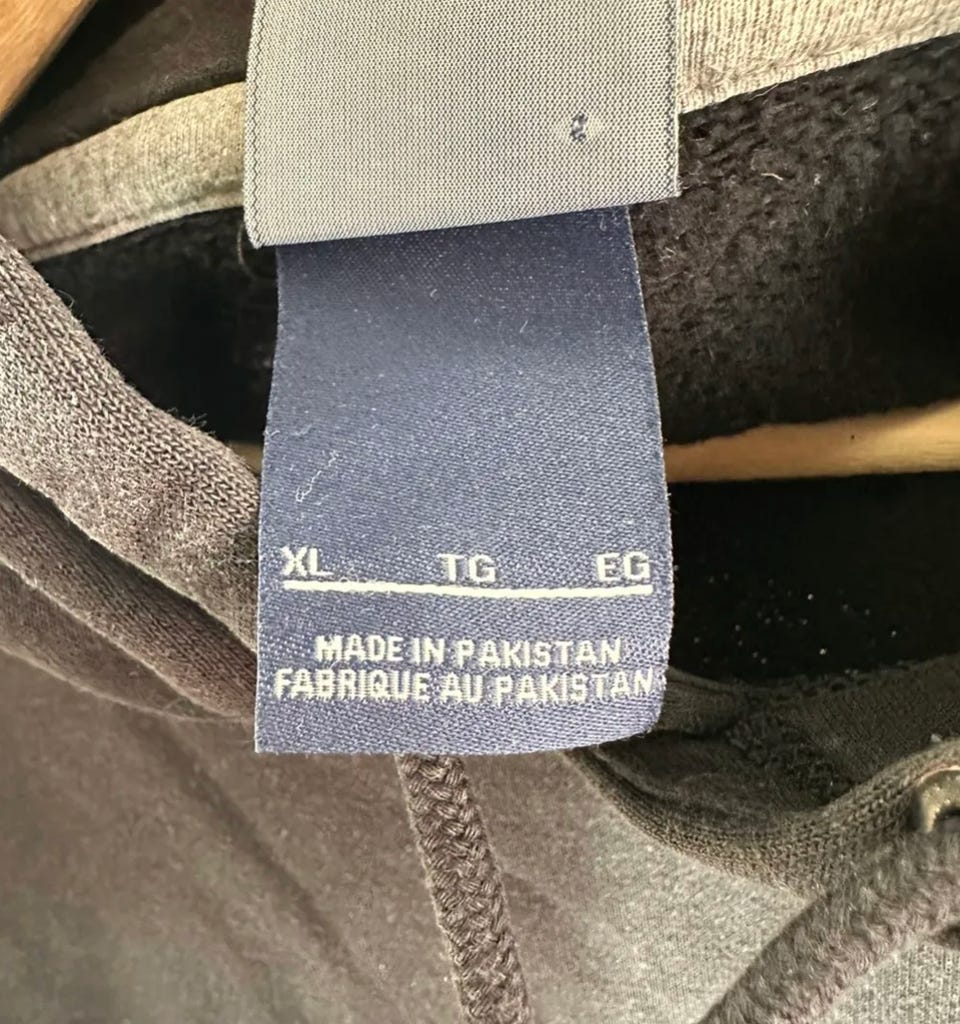 XL TG EG
MADE IN PAKISTAN
FABRIQUE AU PAKISTAN